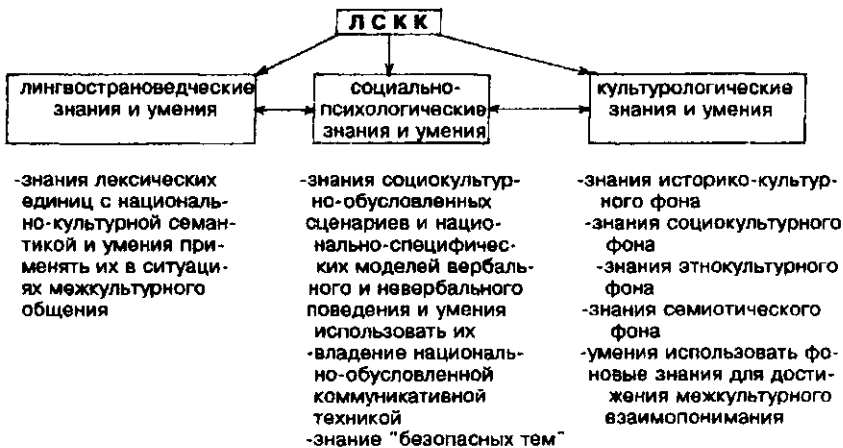 ЛСКК
лингвострановедческие
знания и умения
социально-
психологические
знания и умения
культурологические
знания и умения
-знания лексических
единиц с националь-
но-культурной семан-
тикой и умения при-
менять их в ситуаци-
ях межкультурного
общения
-знания социокультур-
но-обусловленных
сценариев и нацио-
нально-специфичес-
ких моделей вербаль-
ного и невербального
поведения и умения
использовать их
-владение националь-
но-обусловленной
коммуникативной
техникой
-знание "безопасных тем"
-знания историко-культур-
ного фона
-знания социокультурного
фона
-знания этнокультурного
фона
-знания семиотического
фона
-умения использовать фо-
новые знания для дости-
жения межкультурного
взаимопонимания